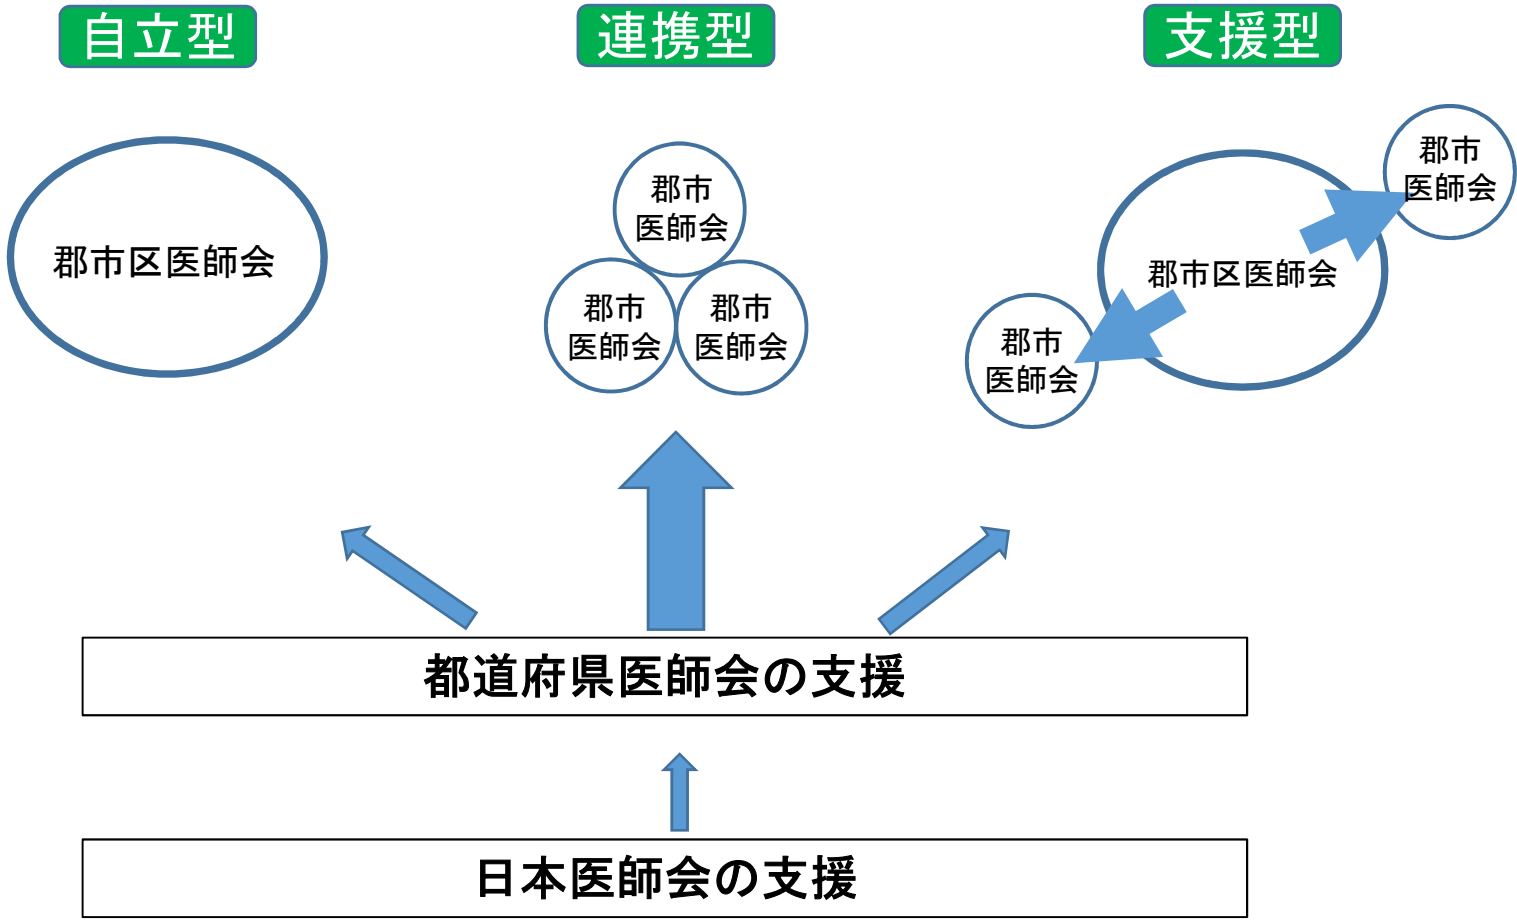 自立型
連携型
支援型
郡市区医師会
郡市
医師会
郡市
医師会
郡市
医師会
郡市
医師会
郡市区医師会
郡市
医師会
都道府県医師会の支援
日本医師会の支援